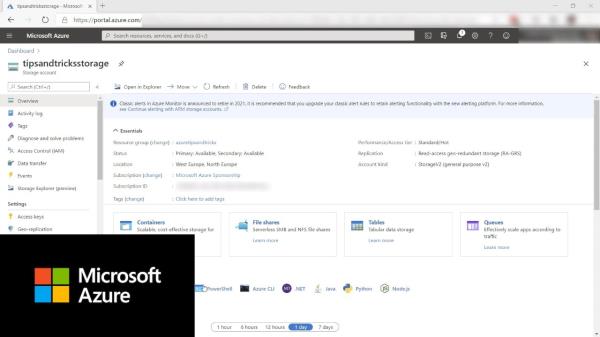 tipsandtricksstorage - Microsoft
https://portal.azure.com/
Microsoft Azure
Search resources, services, and docs (G+/)
Dashboard >
tipsandtricksstorage
Storage account
Search (Ctrl+/)
Open in Explorer
Move
Refresh
Delete
Feedback
Overview
Activity log
Tags
Diagnose and solve problems
Access Control (IAM)
Data transfer
Events
Storage Explorer (preview)
Settings
Access keys
Geo-replication
Classic alerts in Azure Monitor is announced to retire in 2021, it is recommended that you upgrade your classic alert rules to retain alerting functionality with the new alerting platform. For more information,
see Continue alerting with ARM storage accounts.
Essentials
Resource group (change) : azuretipsandtricks
Status : Primary: Available, Secondary: Available
Location : West Europe, North Europe
Subscription (change) : Microsoft Azure Sponsorship
Subscription ID :
Tags (change) : Click here to add tags
Performance/Access tier : Standard/Hot
Replication : Read-access geo-redundant storage (RA-GRS)
Account kind : StorageV2 (general purpose v2)
Containers
Scalable, cost-effective storage for
File shares
Serverless SMB and NFS file shares
Learn more
Tables
Tabular data storage
Learn more
Queues
Effectively scale apps according to
traffic
Learn more
PowerShell
Azure CLI
.NET
Java
Python
Node.js
1 hour
6 hours
12 hours
1 day
7 days
Microsoft
Azure